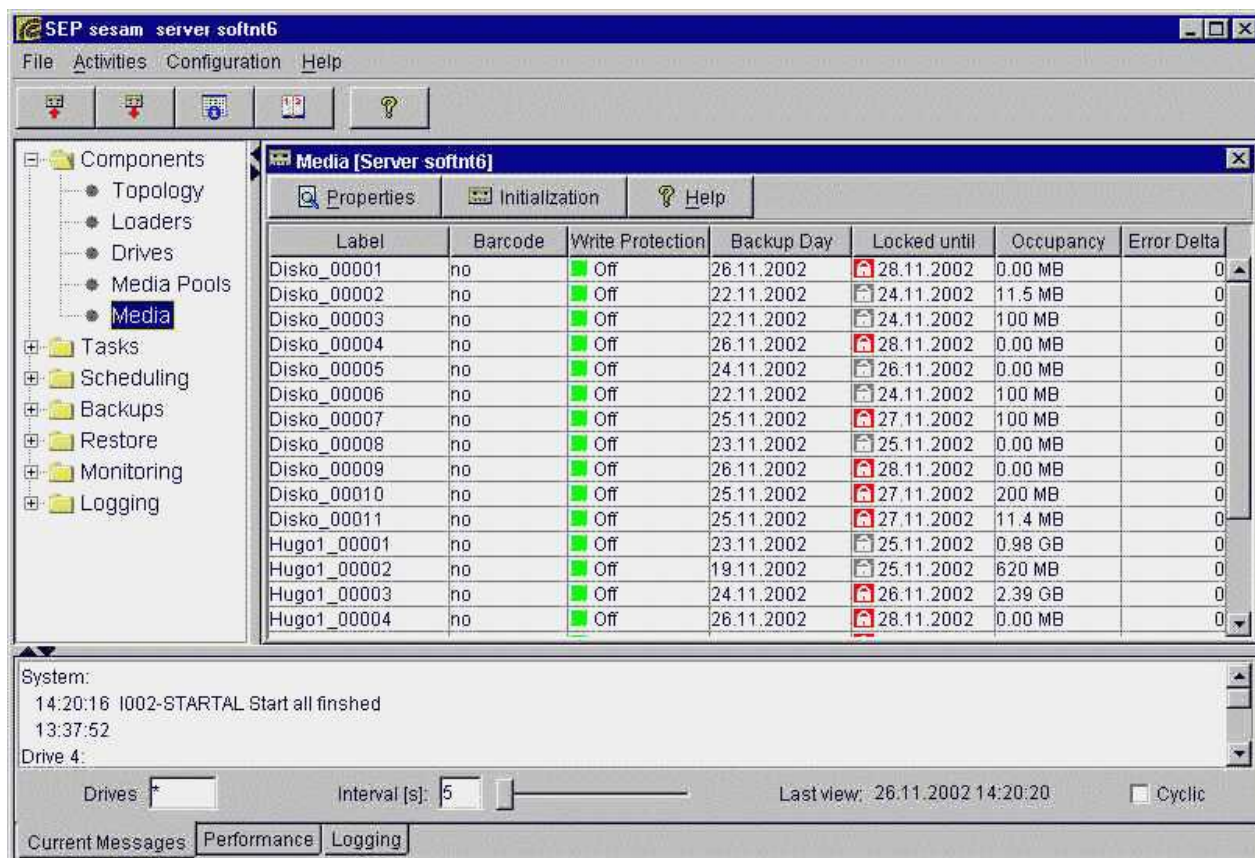 SEP sesam server softnt6
File Activities Configuration Help
Components
Topology
Loaders
Drives
Media Pools
Media
Tasks
Scheduling
Backups
Restore
Monitoring
Logging
Media [Server softnt6]
Properties Initialization Help
Label Barcode Write Protection Backup Day Locked until Occupancy Error Delta
Disko_00001 no Off 26.11.2002 28.11.2002 0.00 MB 0
Disko_00002 no Off 22.11.2002 24.11.2002 11.5 MB 0
Disko_00003 no Off 22.11.2002 24.11.2002 100 MB 0
Disko_00004 no Off 26.11.2002 28.11.2002 0.00 MB 0
Disko_00005 no Off 24.11.2002 26.11.2002 0.00 MB 0
Disko_00006 no Off 22.11.2002 24.11.2002 100 MB 0
Disko_00007 no Off 25.11.2002 27.11.2002 100 MB 0
Disko_00008 no Off 23.11.2002 25.11.2002 0.00 MB 0
Disko_00009 no Off 26.11.2002 28.11.2002 0.00 MB 0
Disko_00010 no Off 25.11.2002 27.11.2002 200 MB 0
Disko_00011 no Off 25.11.2002 27.11.2002 11.4 MB 0
Hugo1_00001 no Off 23.11.2002 25.11.2002 0.98 GB 0
Hugo1_00002 no Off 19.11.2002 25.11.2002 620 MB 0
Hugo1_00003 no Off 24.11.2002 26.11.2002 2.39 GB 0
Hugo1_00004 no Off 26.11.2002 28.11.2002 0.00 MB 0
System:
14:20:16 I002-STARTAL Start all finshed
13:37:52
Drive 4:
Drives * Interval [s]: 5 Last view: 26.11.2002 14:20:20 Cyclic
Current Messages Performance Logging